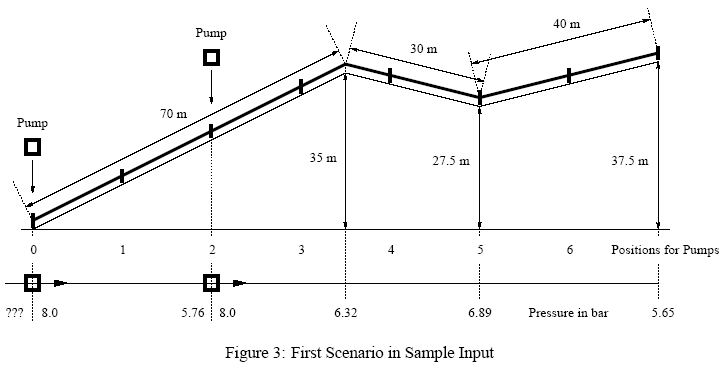 40 m
Pump
30 m
70 m
Pump
35 m
27.5 m
37.5 m
0 1 2 3 4 5 6 Positions for Pumps
??? 8.0 5.76 8.0 6.32 6.89 Pressure in bar 5.65
Figure 3: First Scenario in Sample Input